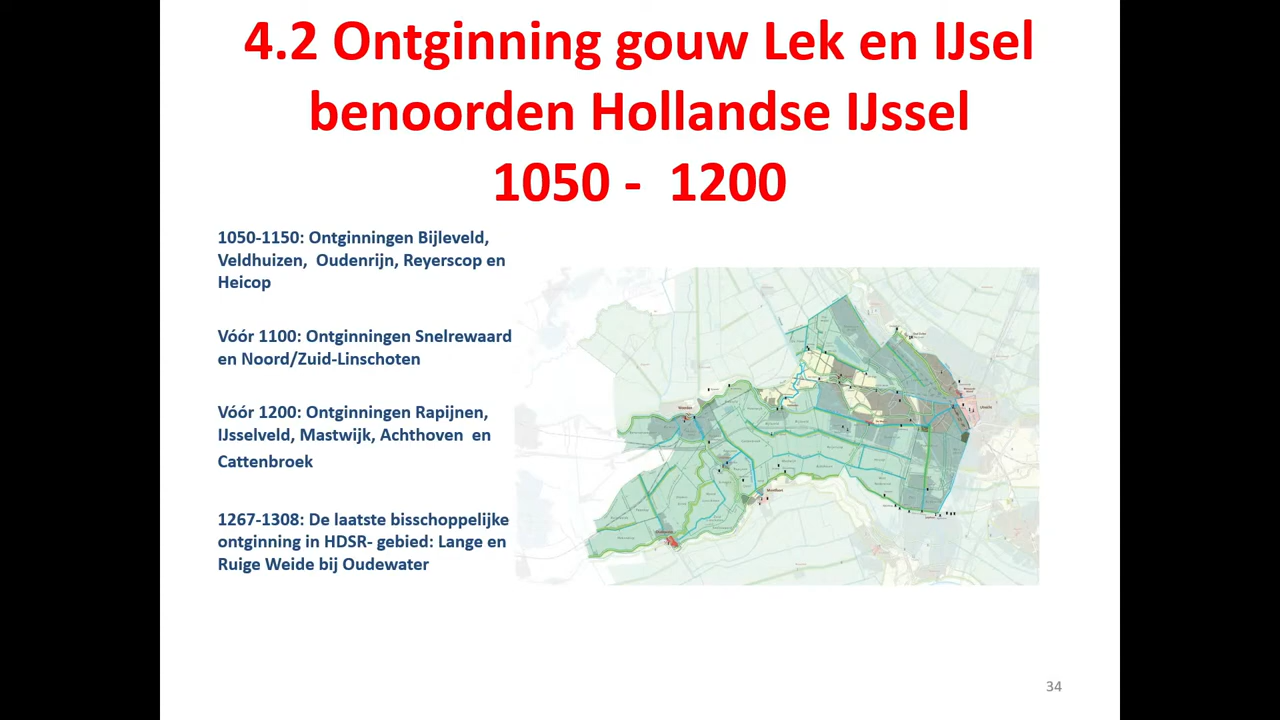 4.2 Ontginning gouw Lek en IJsel
benoorden Hollandse IJssel
1050 - 1200
1050-1150: Ontginningen Bijleveld,
Veldhuizen, Oudenrijn, Reyerscop en
Heicop
Vóór 1100: Ontginningen Snelrewaard
en Noord/Zuid-Linschoten
Vóór 1200: Ontginningen Rapijnen,
IJsselveld, Mastwijk, Achthoven en
Cattenbroek
1267-1308: De laatste bisschoppelijke
ontginning in HDSR- gebied: Lange en
Ruige Weide bij Oudewater
34